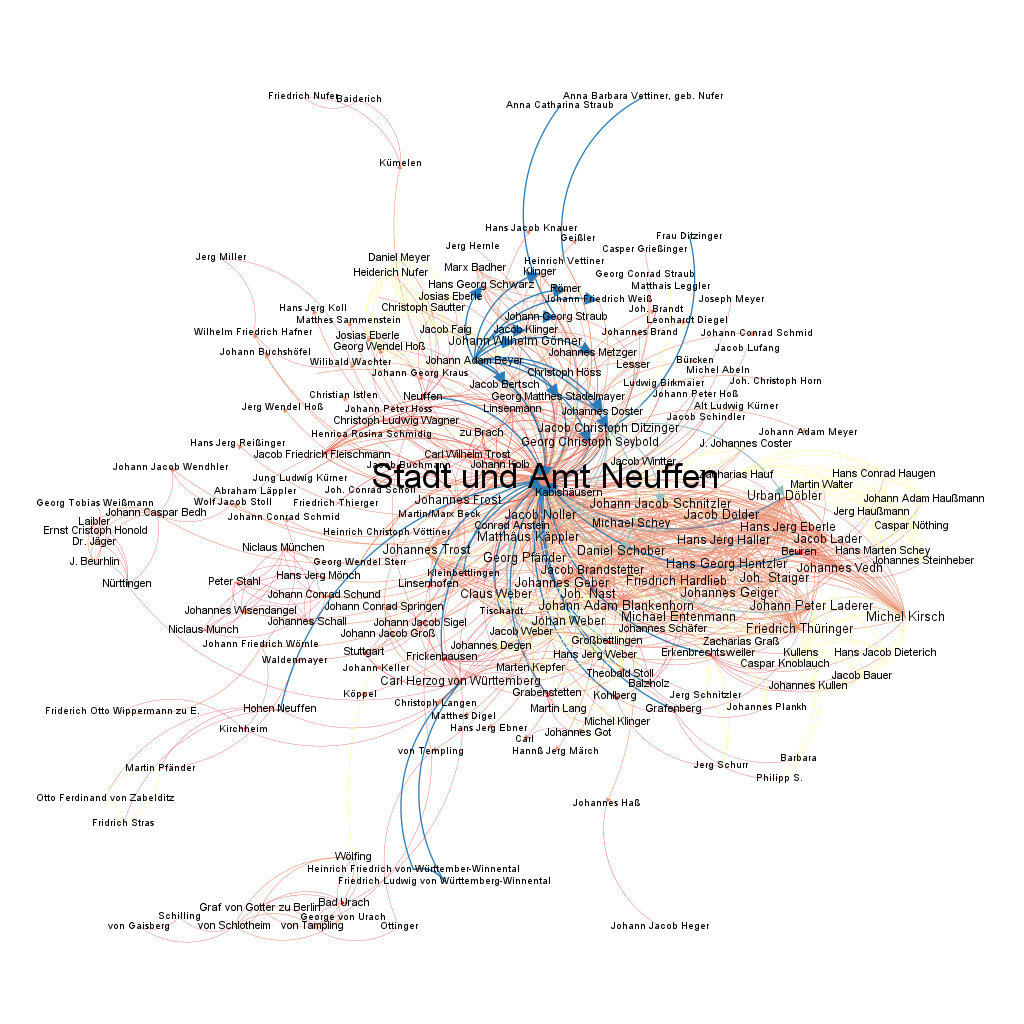 Friedrich Nufer
Baiderich
Anna Barbara Vettiner, geb. Nufer
Anna Catharina Straub
Kümelen
Hans Jacob Knauer
Geißler
Frau Ditzinger
Jerg Hernle
Casper Grießinger
Jerg Miller
Daniel Meyer
Heinrich Vettiner
Marx Badher
Klinger
Heiderich Nufer
Georg Conrad Straub
Hans Georg Schwarz
Matthais Leggler
Römer
Josias Eberle
Johann Friedrich Weiß
Joseph Meyer
Hans Jerg Koll
Christoph Sautter
Joh. Brandt
Matthes Sammenstein
Johann Georg Straub
Leonhardt Diegel
Wilhelm Friedrich Hafner
Jacob Faig
Jacob Klinger
Johannes Brand
Johann Conrad Schmid
Josias Eberle
Johann Wilhelm Gönner
Georg Wendel Hoß
Jacob Lufang
Johann Buchshöfel
Johannes Metzger
Wilibald Wachter
Johann Adam Beyer
Lesser
Bücken
Johann Georg Kraus
Christoph Höss
Michael Abeln
Jacob Bertsch
Ludwig Birkmaier
Joh. Christoph Horn
Christian Istlen
Neuffen
Georg Matthes Stadelmayer
Johann Peter Hoß
Jerg Wendel Hoß
Johann Peter Hoss
Linsenmann
Johannes Doster
Alt Ludwig Kürner
Christoph Ludwig Wagner
Jacob Schindler
Henrica Rosina Schmidig
zu Brach
Jacob Christoph Ditzinger
Johann Adam Meyer
Hans Jerg Reißinger
Georg Christoph Seybold
J. Johannes Coster
Jacob Friedrich Fleischmann
Carl Wilhelm Trost
Jacob Wintter
Johann Jacob Wendhler
Jacob Buchmann
Johann Kolb
Stadt und Amt Neuffen
Jung Ludwig Kürner
Zacharias Hauf
Hans Conrad Haugen
Martin Walter
Abraham Läppler
Joh. Conrad Scholl
Kabishäusern
Urban Döbler
Johann Adam Haußmann
Georg Tobias Weißmann
Wolf Jacob Stoll
Friedrich Thierger
Johannes Frost
Johann Jacob Schnitzler
Johann Caspar Bedh
Martin/Marx Beck
Jacob Noller
Jacob Dolder
Jerg Haußmann
Laibler
Johann Conrad Schmid
Conrad Anstein
Michael Schey
Hans Jerg Eberle
Caspar Nöthing
Ernst Cristoph Honold
Heinrich Christoph Vöttiner
Matthäus Käppler
Hans Jerg Haller
Jacob Lader
Dr. Jäger
Niclaus München
Johannes Trost
Georg Pfänder
Daniel Schober
Beuren
Hans Marten Schey
J. Beurhlin
Georg Wendel Sterr
Hans Georg Hentzler
Johannes Vedh
Johannes Steinheber
Nürttingen
Peter Stahl
Hans Jerg Mönch
Kleinbettlingen
Linsenhofen
Jacob Brandstetter
Johannes Geber
Friedrich Hardlieb
Joh. Staiger
Johann Conrad Schund
Claus Weber
Joh. Nast
Johannes Geiger
Johannes Wisendangel
Johann Conrad Springen
Tischardt
Johann Adam Blankenhorn
Johann Peter Laderer
Johannes Schall
Johann Jacob Sigel
Johan Weber
Michael Entenmann
Michel Kirsch
Niclaus Munch
Johann Jacob Groß
Jacob Weber
Johannes Schäfer
Friedrich Thüringer
Johann Friedrich Wöhrle
Johannes Degen
Großbettlingen
Zacharias Graß
Stuttgart
Frickenhausen
Hans Jerg Weber
Erkenbrechtsweiler
Kullens
Hans Jacob Dieterich
Waldenmayer
Johann Keller
Marten Kepfer
Theobald Stoll
Caspar Knoblauch
Carl Herzog von Württemberg
Balzholz
Jacob Bauer
Köppel
Grabenstetten
Kohlberg
Jerg Schnitzler
Johannes Kullen
Friderich Otto Wippermann zu E.
Hohen Neuffen
Christoph Langen
Martin Lang
Grafenberg
Johannes Plankh
Matthes Digel
Michel Klinger
Kirchheim
Hans Jerg Ebner
Johannes Got
Carl
von Templing
Hannß Jerg Märch
Barbara
Martin Pfänder
Jerg Schurr
Philipp S.
Otto Ferdinand von Zabelditz
Johannes Haß
Fridrich Stras
Wölfing
Heinrich Friedrich von Württember-Winnental
Friedrich Ludwig von Württemberg-Winnental
Graf von Gotter zu Berlin
Bad Urach
Schilling
George von Urach
von Gaisberg
von Schlotheim
von Tampling
Ottinger
Johann Jacob Heger